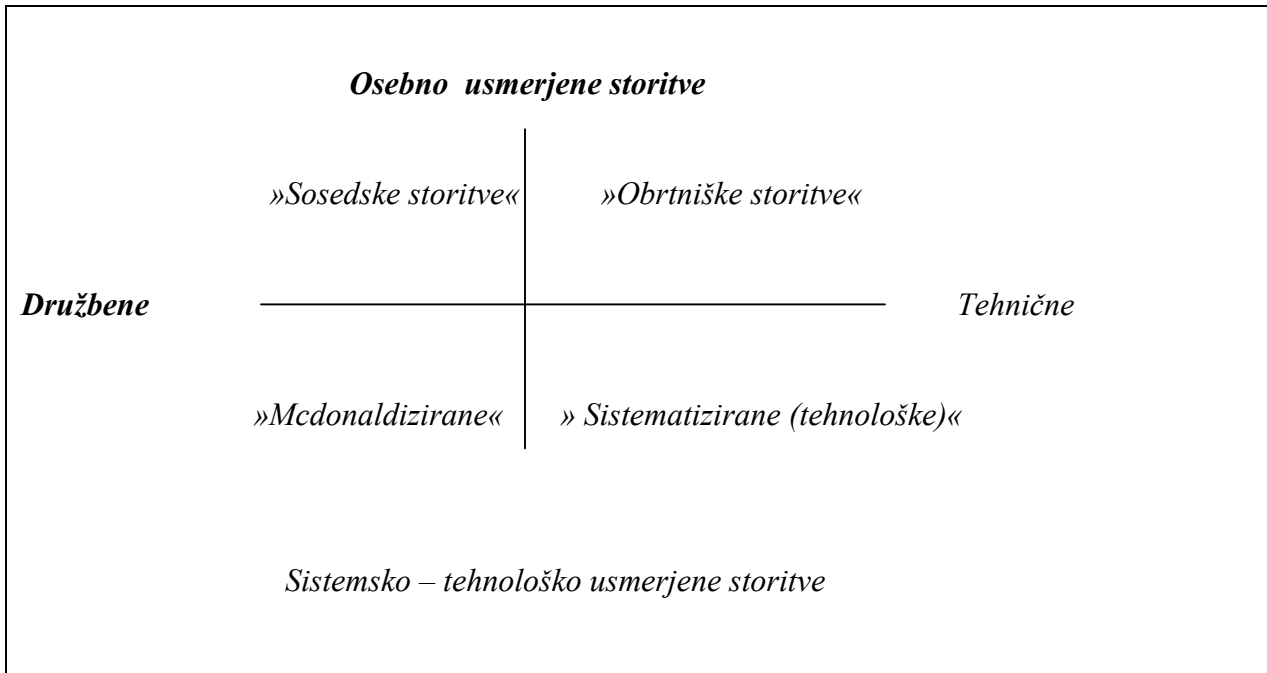 Osebno usmerjene storitve
»Sosedske storitve« »Obrtniške storitve«
Družbene Tehnične
»Mcdonaldizirane« » Sistematizirane (tehnološke)«
Sistemsko – tehnološko usmerjene storitve